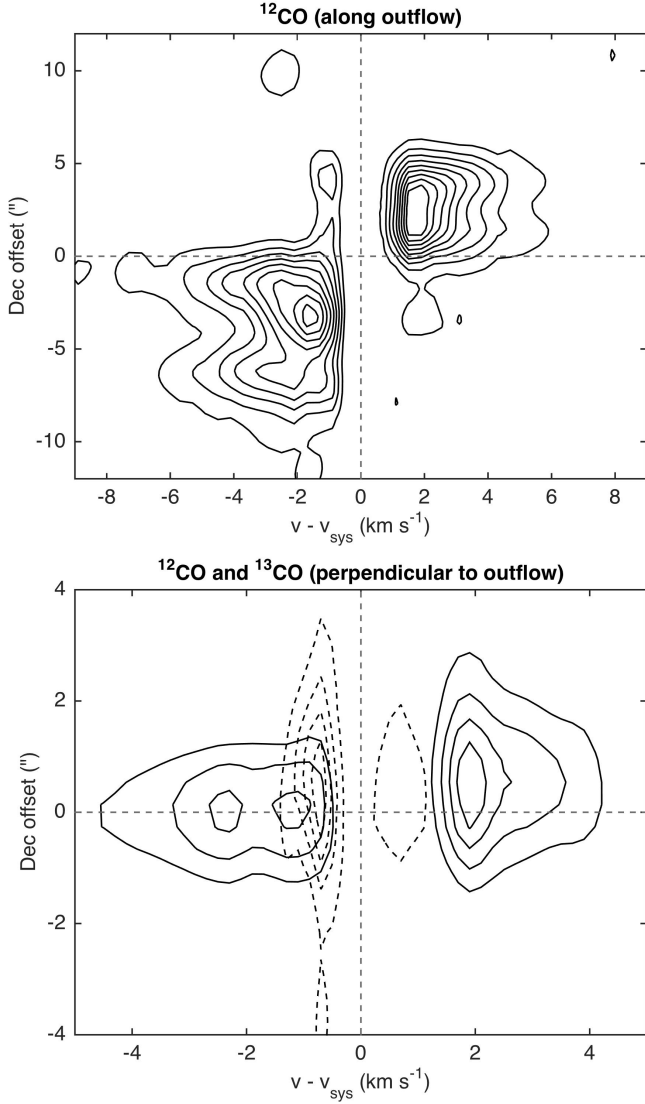 ¹²CO (along outflow)
10
5
0
-5
-10
Dec offset (")
-8 -6 -4 -2 0 2 4 6 8
v - v_sys (km s⁻¹)
¹²CO and ¹³CO (perpendicular to outflow)
4
2
0
-2
-4
Dec offset (")
-4 -2 0 2 4
v - v_sys (km s⁻¹)